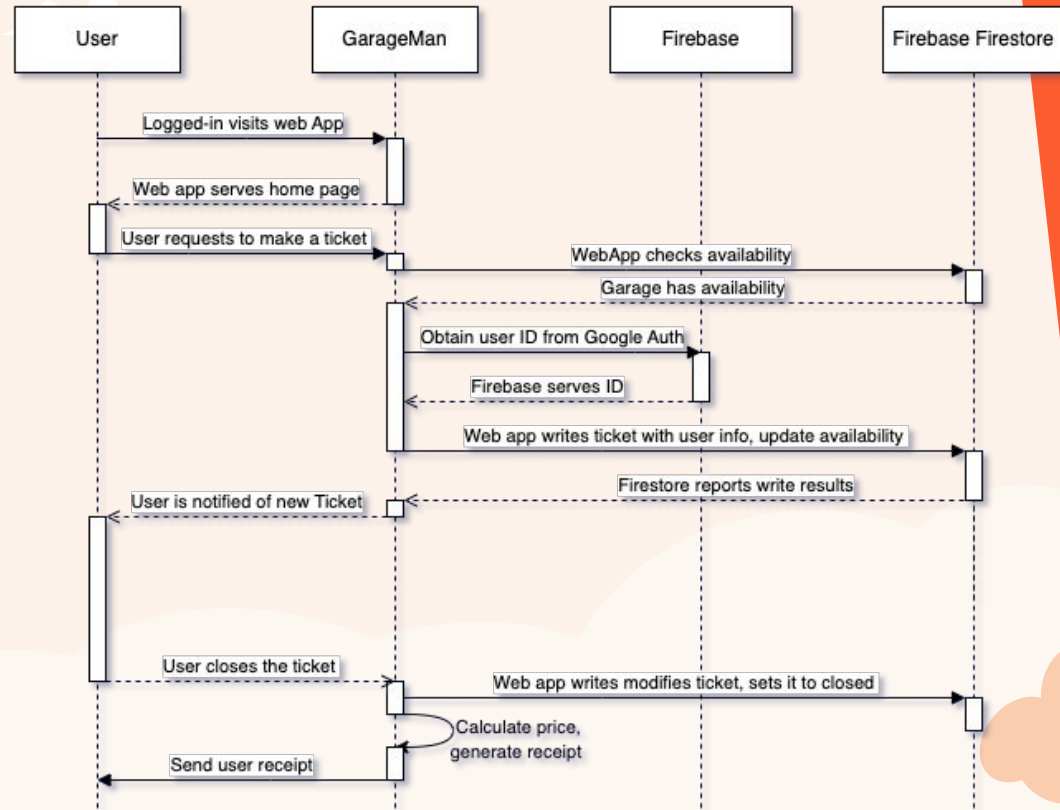 User
GarageMan
Firebase
Firebase Firestore
Logged-in visits web App
Web app serves home page
User requests to make a ticket
WebApp checks availability
Garage has availability
Obtain user ID from Google Auth
Firebase serves ID
Web app writes ticket with user info, update availability
Firestore reports write results
User is notified of new Ticket
User closes the ticket
Web app writes modifies ticket, sets it to closed
Calculate price,
generate receipt
Send user receipt